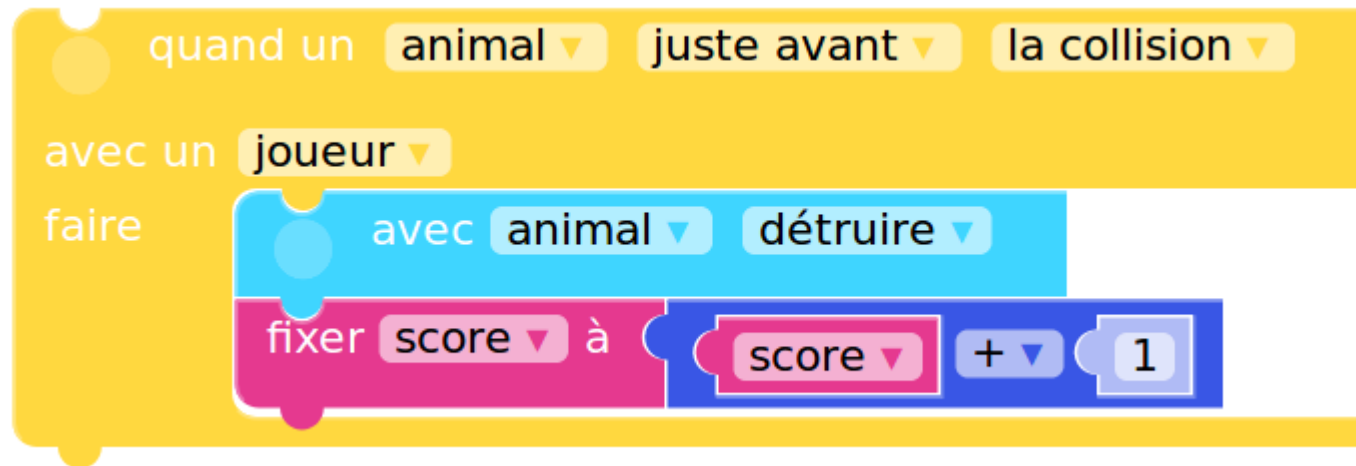 quand un animal ▼ juste avant ▼ la collision ▼
avec un joueur ▼
faire
avec animal ▼ détruire ▼
fixer score ▼ à score ▼ + ▼ 1